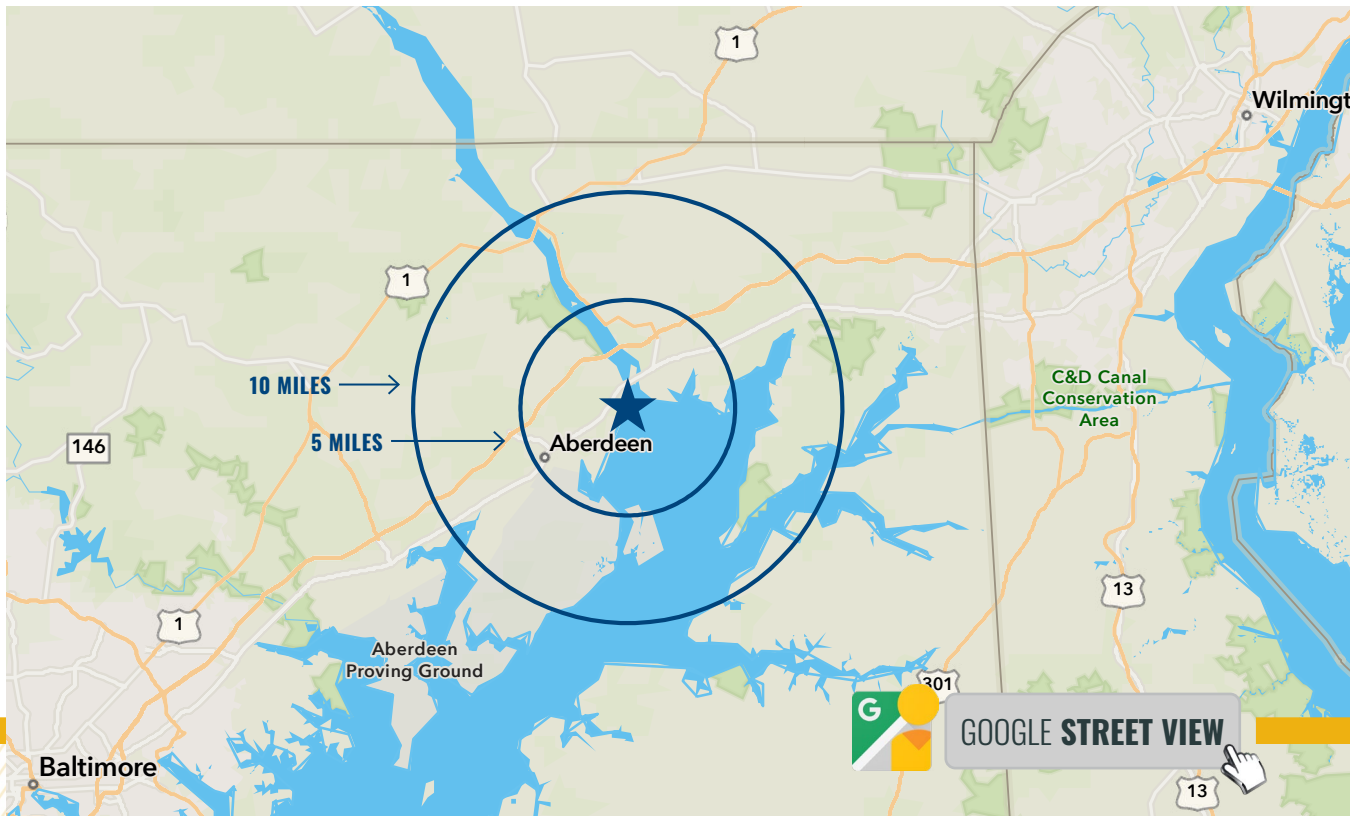 1
Wilmingt
1
10 MILES
C&D Canal
Conservation
Area
5 MILES
Aberdeen
146
13
1
Aberdeen
Proving Ground
301
G
GOOGLE STREET VIEW
Baltimore
13